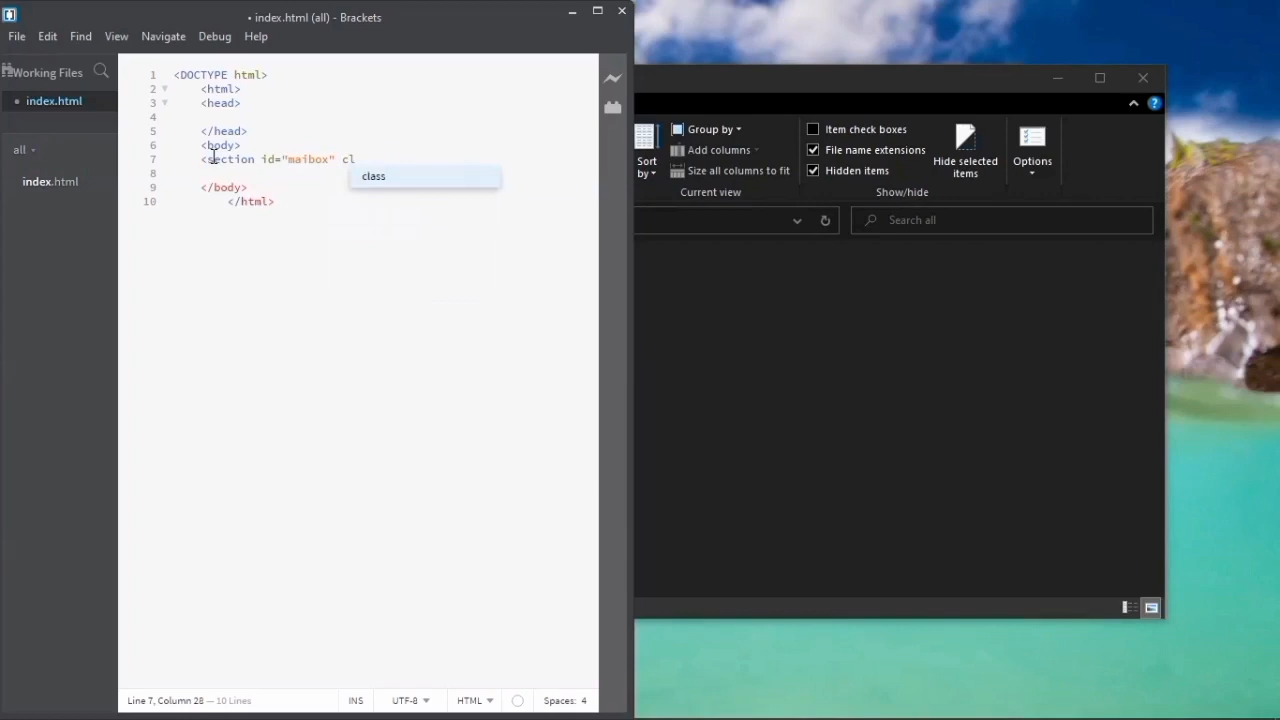 • index.html (all) - Brackets
File Edit Find View Navigate Debug Help
Working Files
• index.html
all
index.html
1 <DOCTYPE html>
2 <html>
3 <head>
4
5 </head>
6 <body>
7 <section id="maibox" cl
class
8
9 </body>
10 </html>
Line 7, Column 28 — 10 Lines
INS UTF-8 HTML Spaces: 4
Sort by
Group by
Add columns
Size all columns to fit
Current view
Item check boxes
File name extensions
Hidden items
Hide selected items
Show/hide
Options
Search all